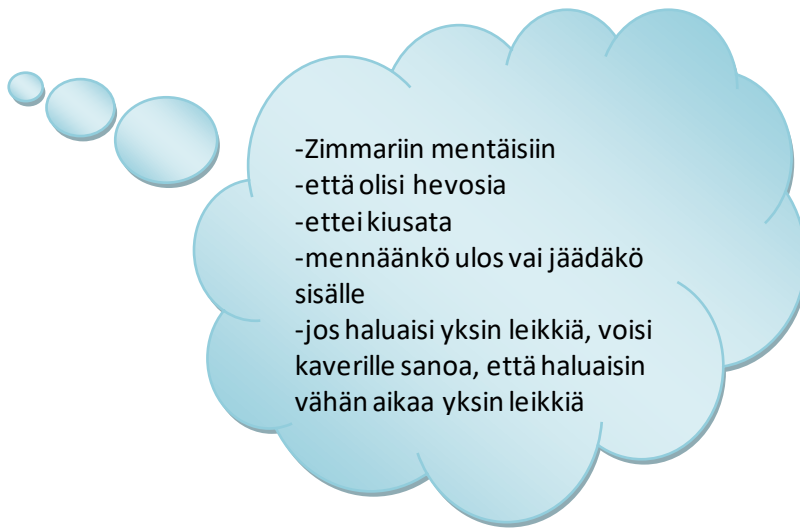 -Zimmariin mentäisiin
-että olisi hevosia
-ettei kiusata
-mennäänkö ulos vai jäädäkö
sisälle
-jos haluaisi yksin leikkiä, voisi
kaverille sanoa, että haluaisin
vähän aikaa yksin leikkiä